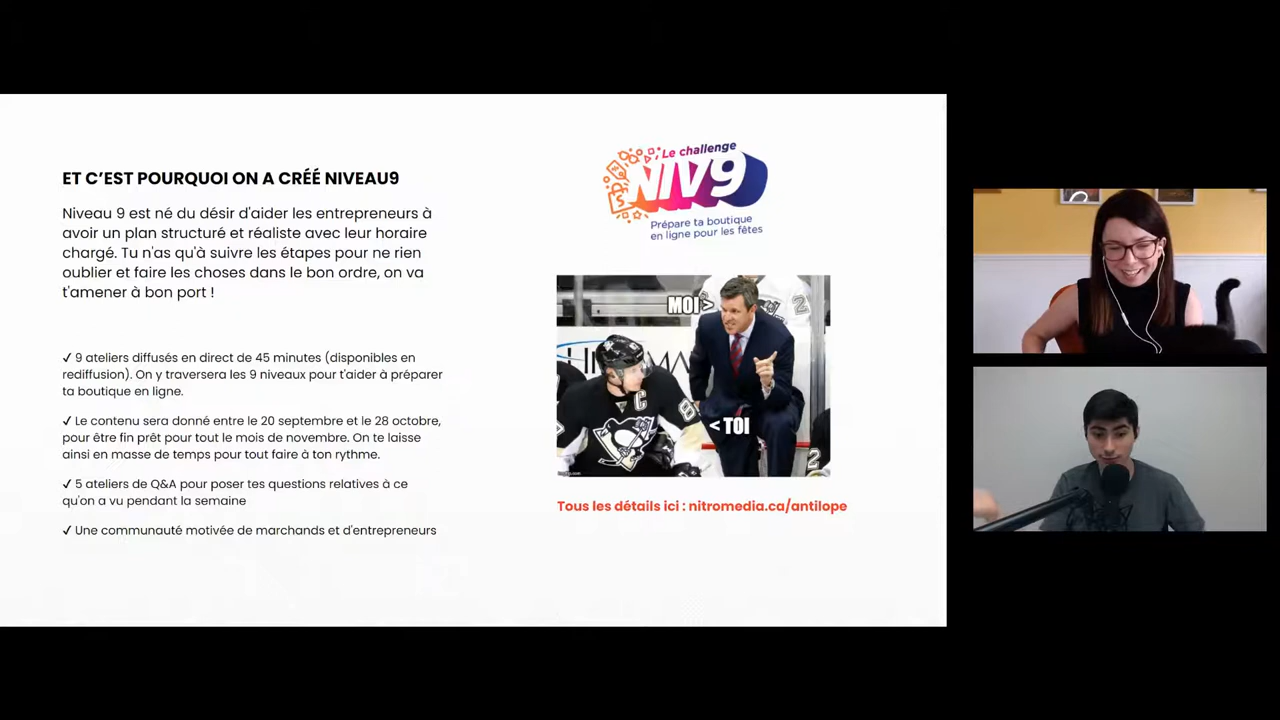 ET C'EST POURQUOI ON A CRÉÉ NIVEAU9
Niveau 9 est né du désir d'aider les entrepreneurs à
avoir un plan structuré et réaliste avec leur horaire
chargé. Tu n'as qu'à suivre les étapes pour ne rien
oublier et faire les choses dans le bon ordre, on va
t'amener à bon port !
✓ 9 ateliers diffusés en direct de 45 minutes (disponibles en
rediffusion). On y traversera les 9 niveaux pour t'aider à préparer
ta boutique en ligne.
✓ Le contenu sera donné entre le 20 septembre et le 28 octobre,
pour être fin prêt pour tout le mois de novembre. On te laisse
ainsi en masse de temps pour tout faire à ton rythme.
✓ 5 ateliers de Q&A pour poser tes questions relatives à ce
qu'on a vu pendant la semaine
✓ Une communauté motivée de marchands et d'entrepreneurs
Le challenge
NIV9
Prépare ta boutique
en ligne pour les fêtes
MOI >
2
C
8
< TOI
2
Tous les détails ici : nitromedia.ca/antilope